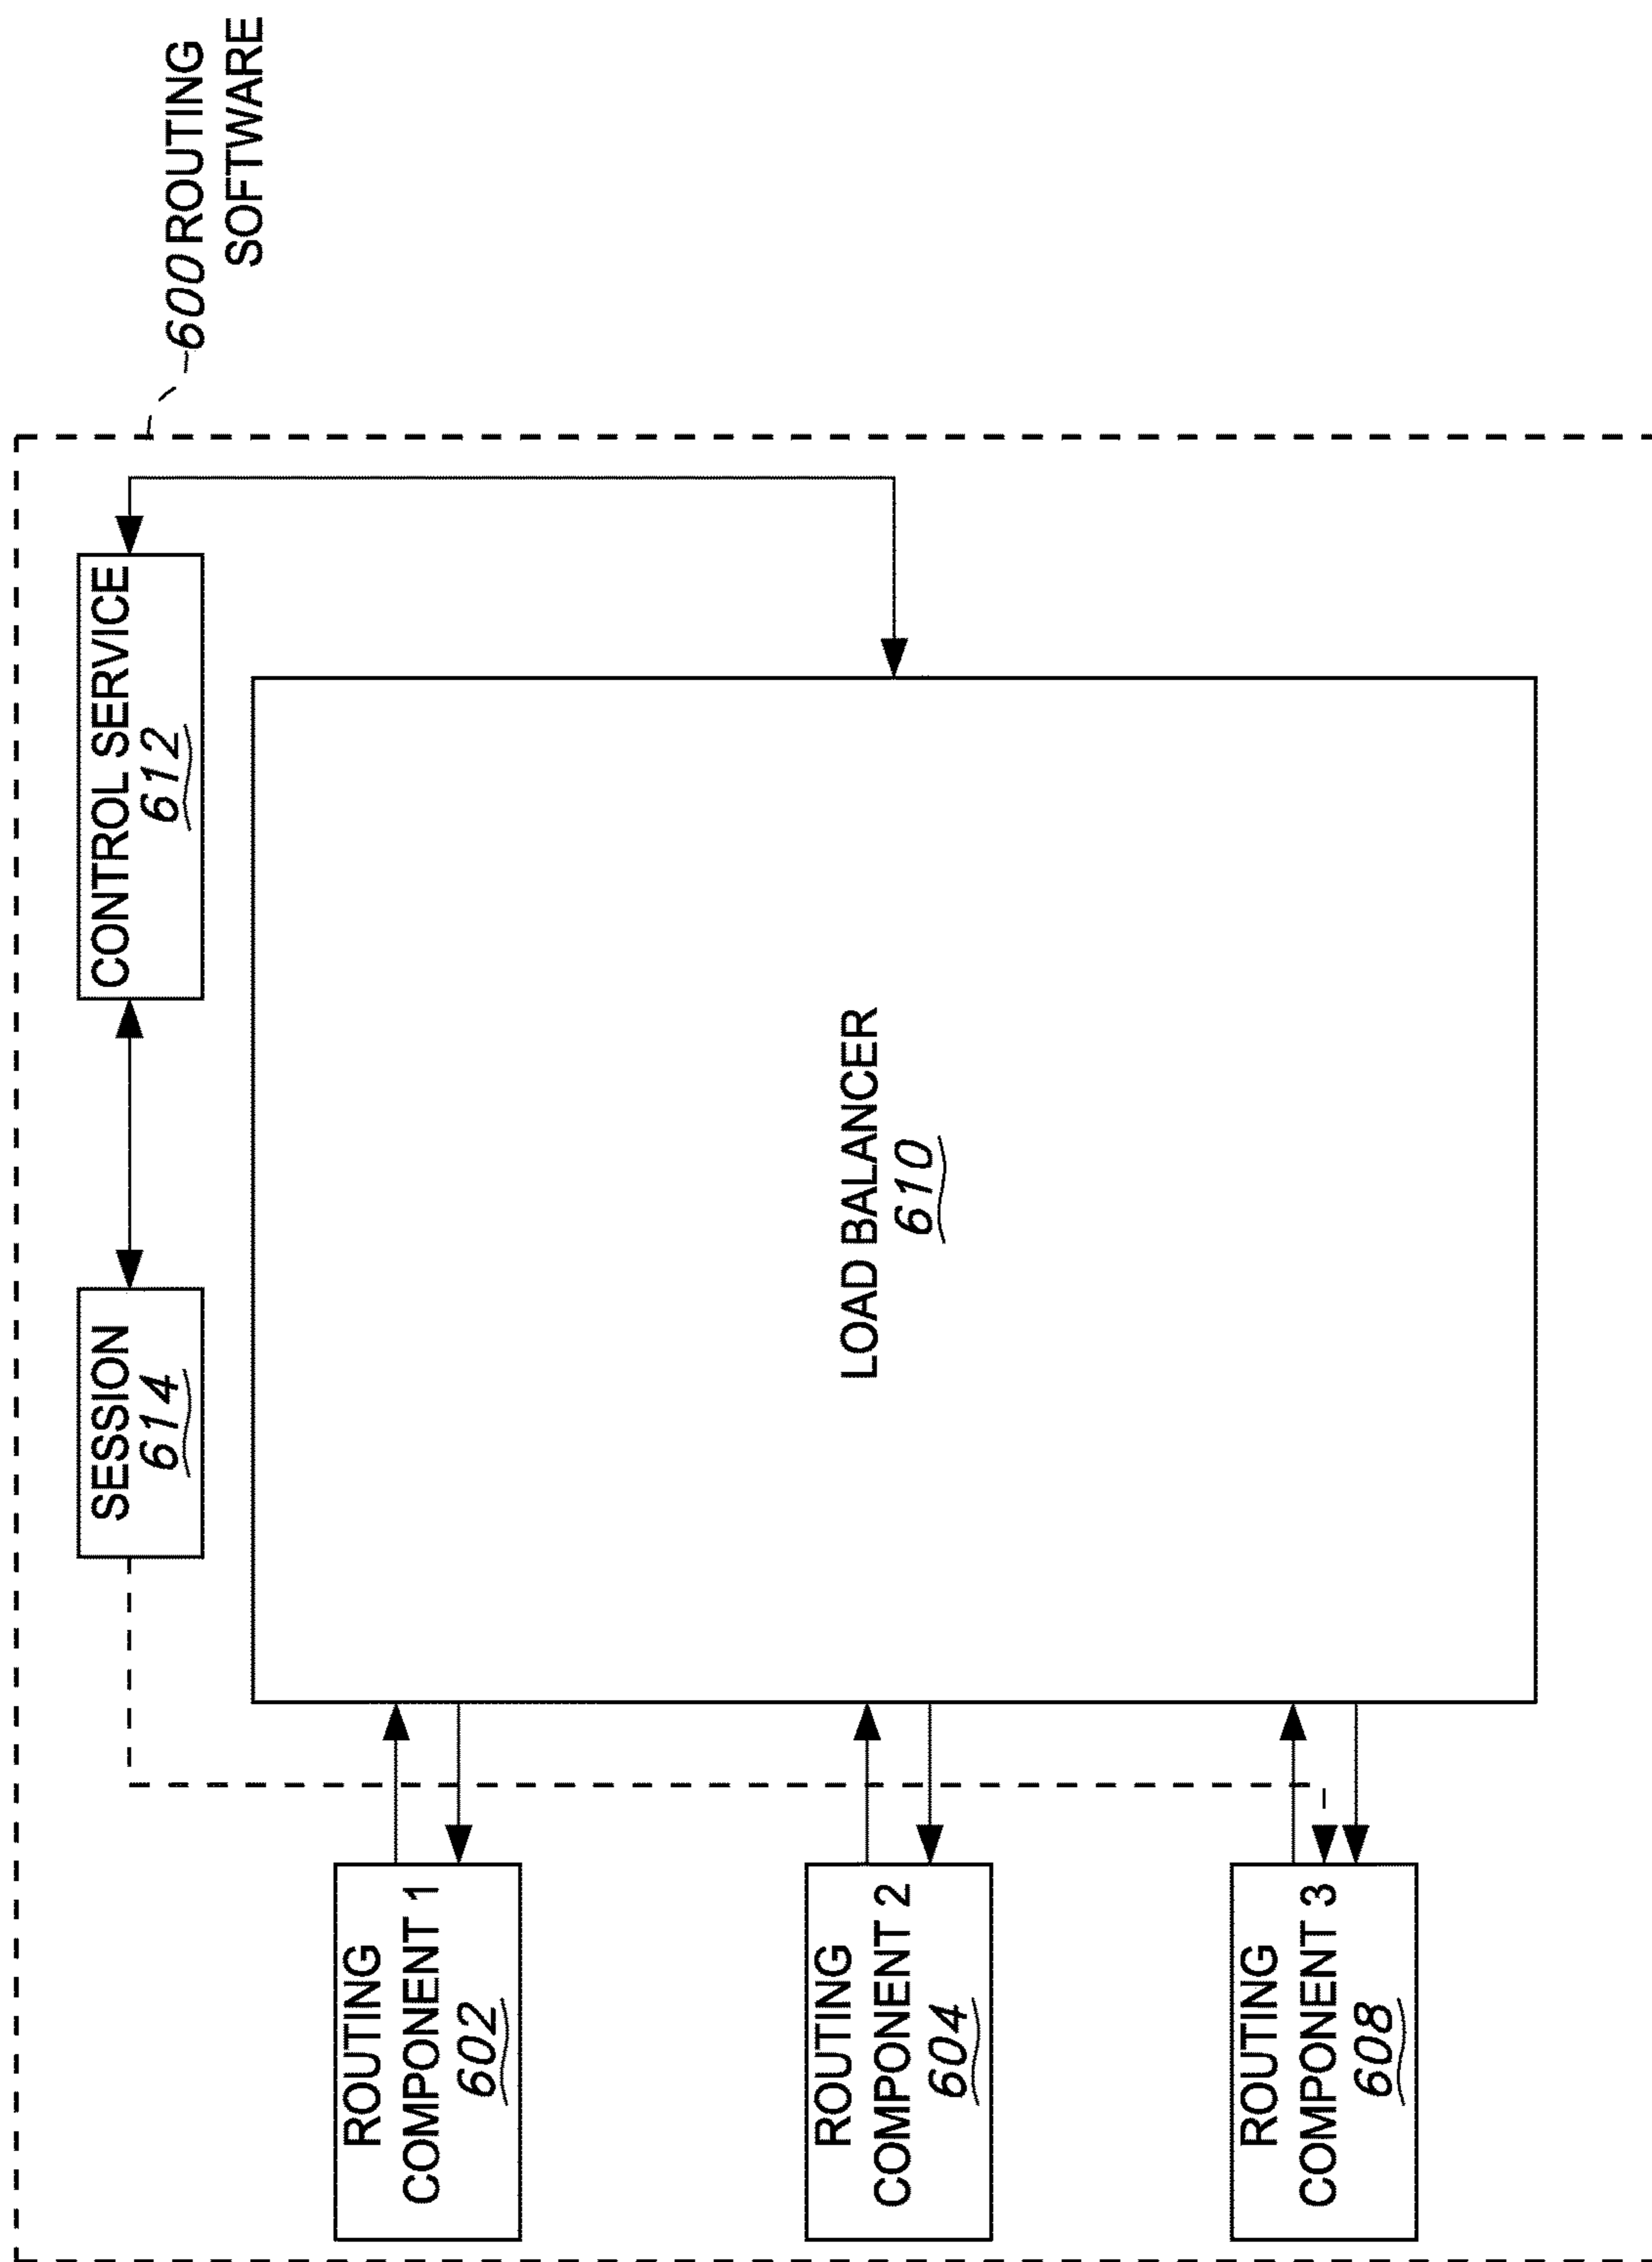 600 ROUTING
SOFTWARE
SESSION
614
CONTROL SERVICE
612
ROUTING
COMPONENT 1
602
LOAD BALANCER
610
ROUTING
COMPONENT 2
604
ROUTING
COMPONENT 3
608